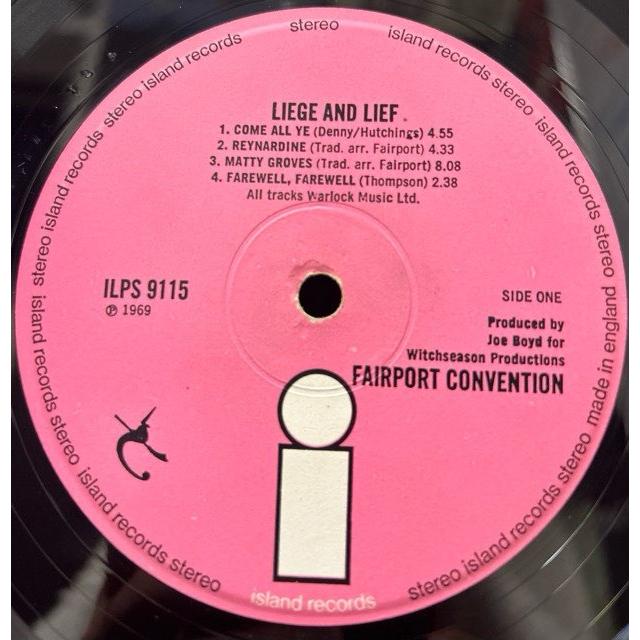 stereo
island records
stereo island records
made in england
stereo island records
island records
island records stereo
island records stereo
stereo island records
stereo island records
LIEGE AND LIEF
1. COME ALL YE (Denny/Hutchings) 4.55
2. REYNARDINE (Trad. arr. Fairport) 4.33
3. MATTY GROVES (Trad. arr. Fairport) 8.08
4. FAREWELL, FAREWELL (Thompson) 2.38
All tracks Warlock Music Ltd.
ILPS 9115
℗ 1969
SIDE ONE
Produced by
Joe Boyd for
Witchseason Productions
FAIRPORT CONVENTION
i